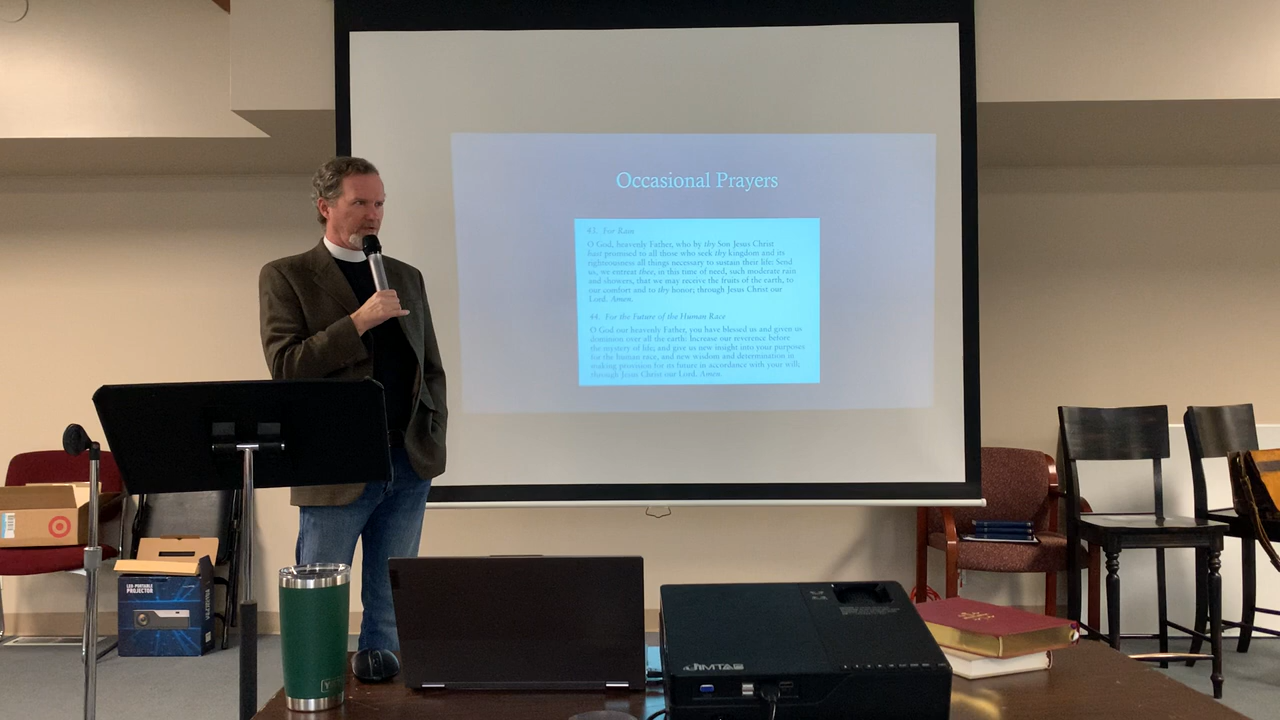 Occasional Prayers
43. For Rain
O God, heavenly Father, who by thy Son Jesus Christ
hast promised to all those who seek thy kingdom and its
righteousness all things necessary to sustain their life: Send
us, we entreat thee, in this time of need, such moderate rain
and showers, that we may receive the fruits of the earth, to
our comfort and to thy honor; through Jesus Christ our
Lord. Amen.
44. For the Future of the Human Race
O God our heavenly Father, you have blessed us and given us
dominion over all the earth: Increase our reverence before
the mystery of life; and give us new insight into your purposes
for the human race, and new wisdom and determination in
making provision for its future in accordance with your will;
through Jesus Christ our Lord. Amen.
LED PORTABLE
PROJECTOR
JIMTAB
YETI